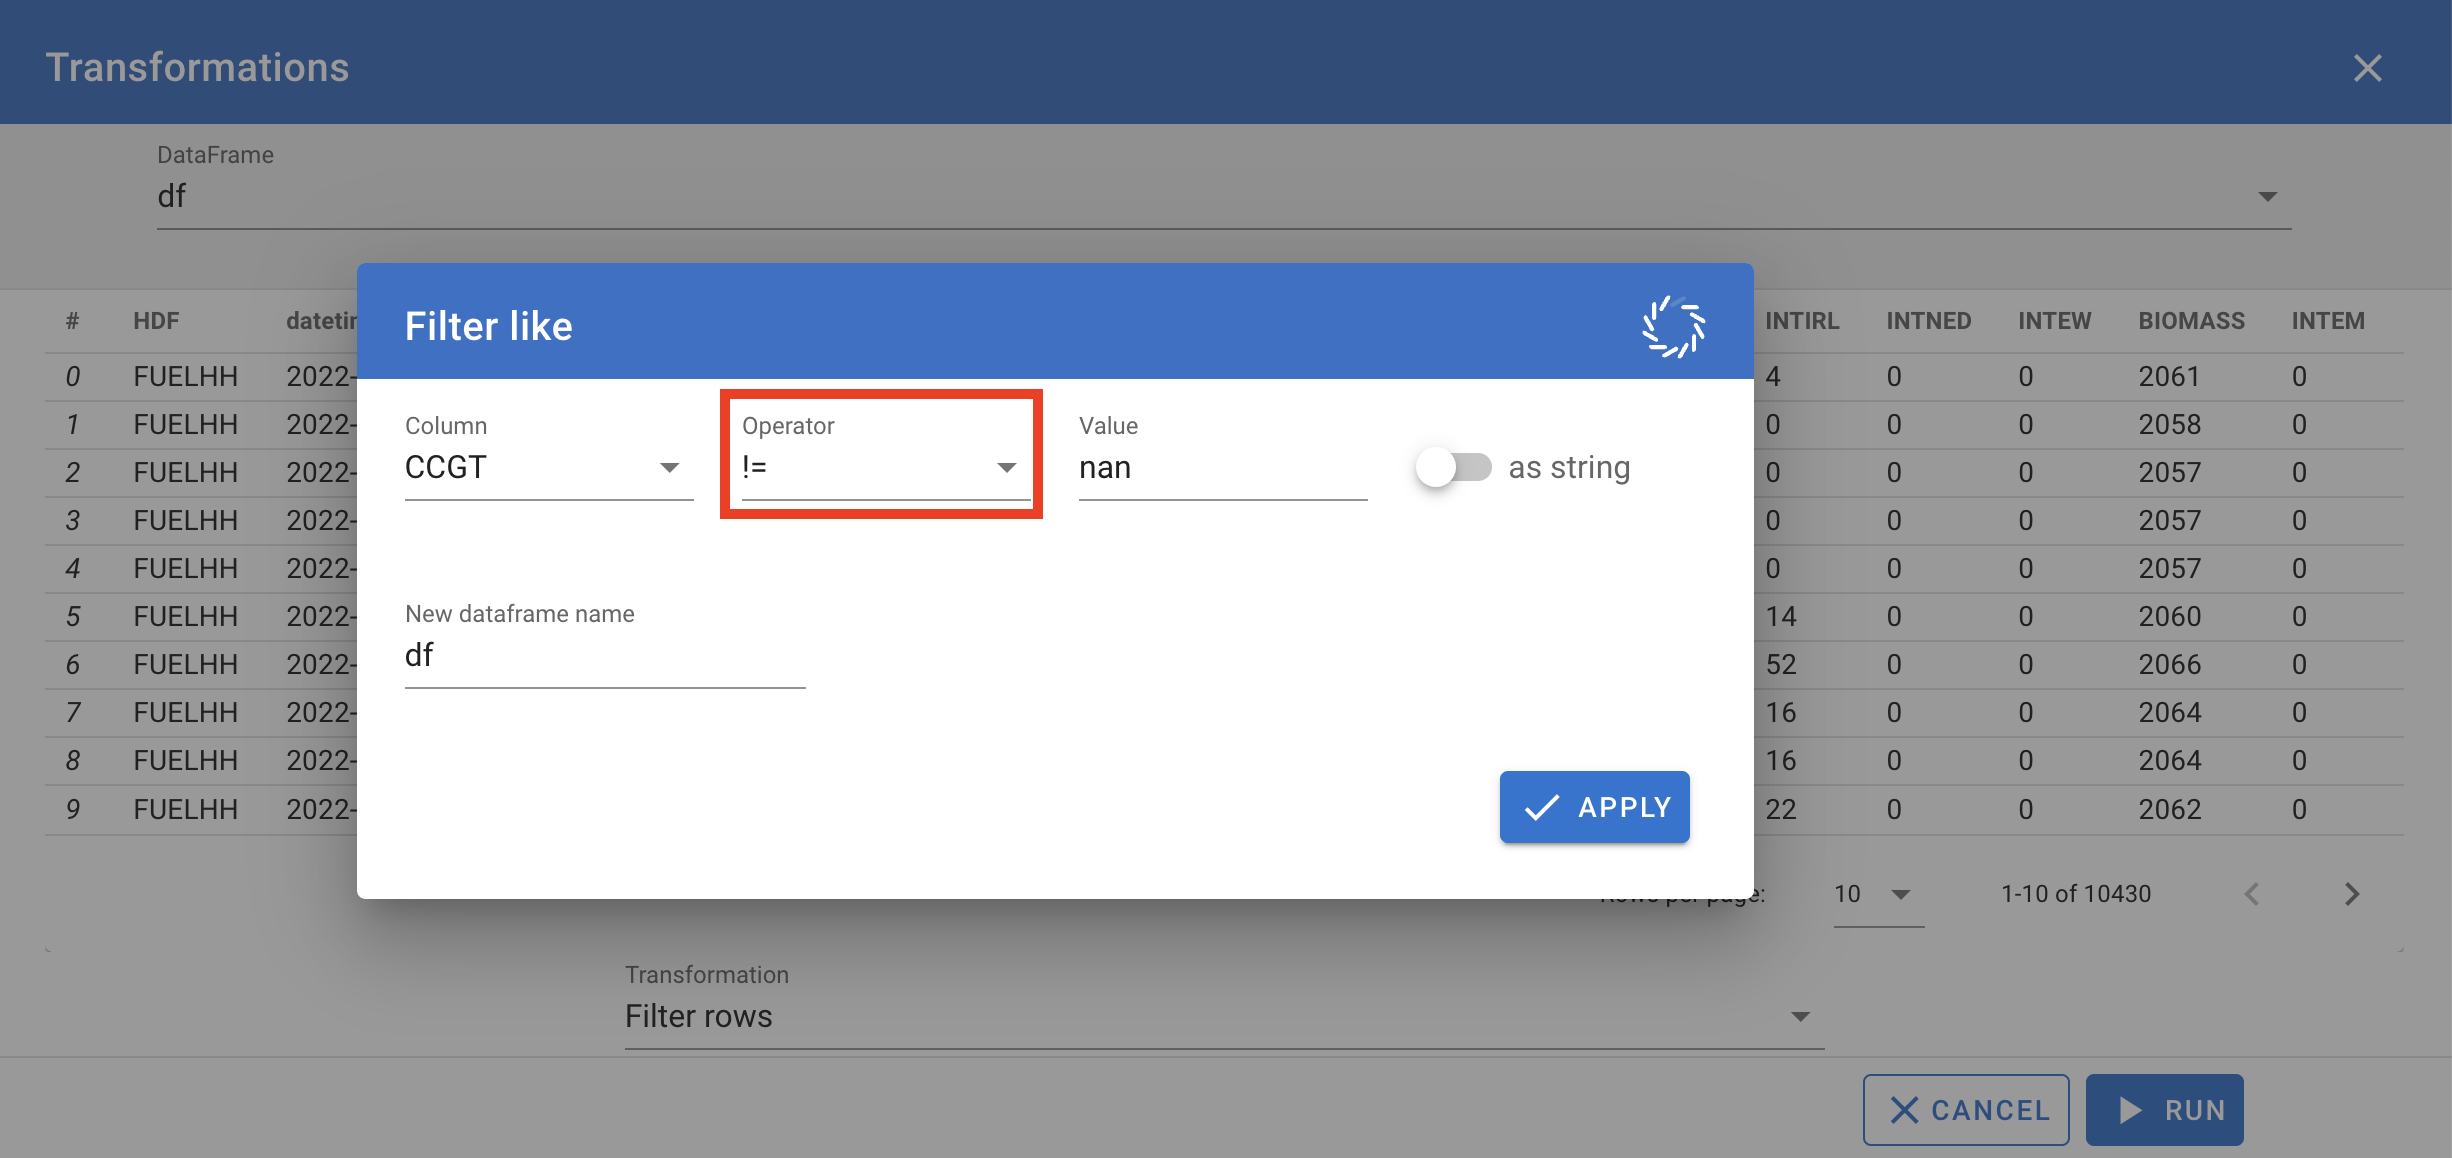 Transformations
DataFrame
df
# HDF INTIRL INTNED INTEW BIOMASS INTEM
0 FUELHH 2022- 4 0 0 2061 0
1 FUELHH 2022- 0 0 0 2058 0
2 FUELHH 2022- 0 0 0 2057 0
3 FUELHH 2022- 0 0 0 2057 0
4 FUELHH 2022- 0 0 0 2057 0
5 FUELHH 2022- 14 0 0 2060 0
6 FUELHH 2022- 52 0 0 2066 0
7 FUELHH 2022- 16 0 0 2064 0
8 FUELHH 2022- 16 0 0 2064 0
9 FUELHH 2022- 22 0 0 2062 0
Filter like
Column Operator Value
CCGT != nan as string
New dataframe name
df
APPLY
Rows per page: 10 1-10 of 10430
Transformation
Filter rows
CANCEL RUN